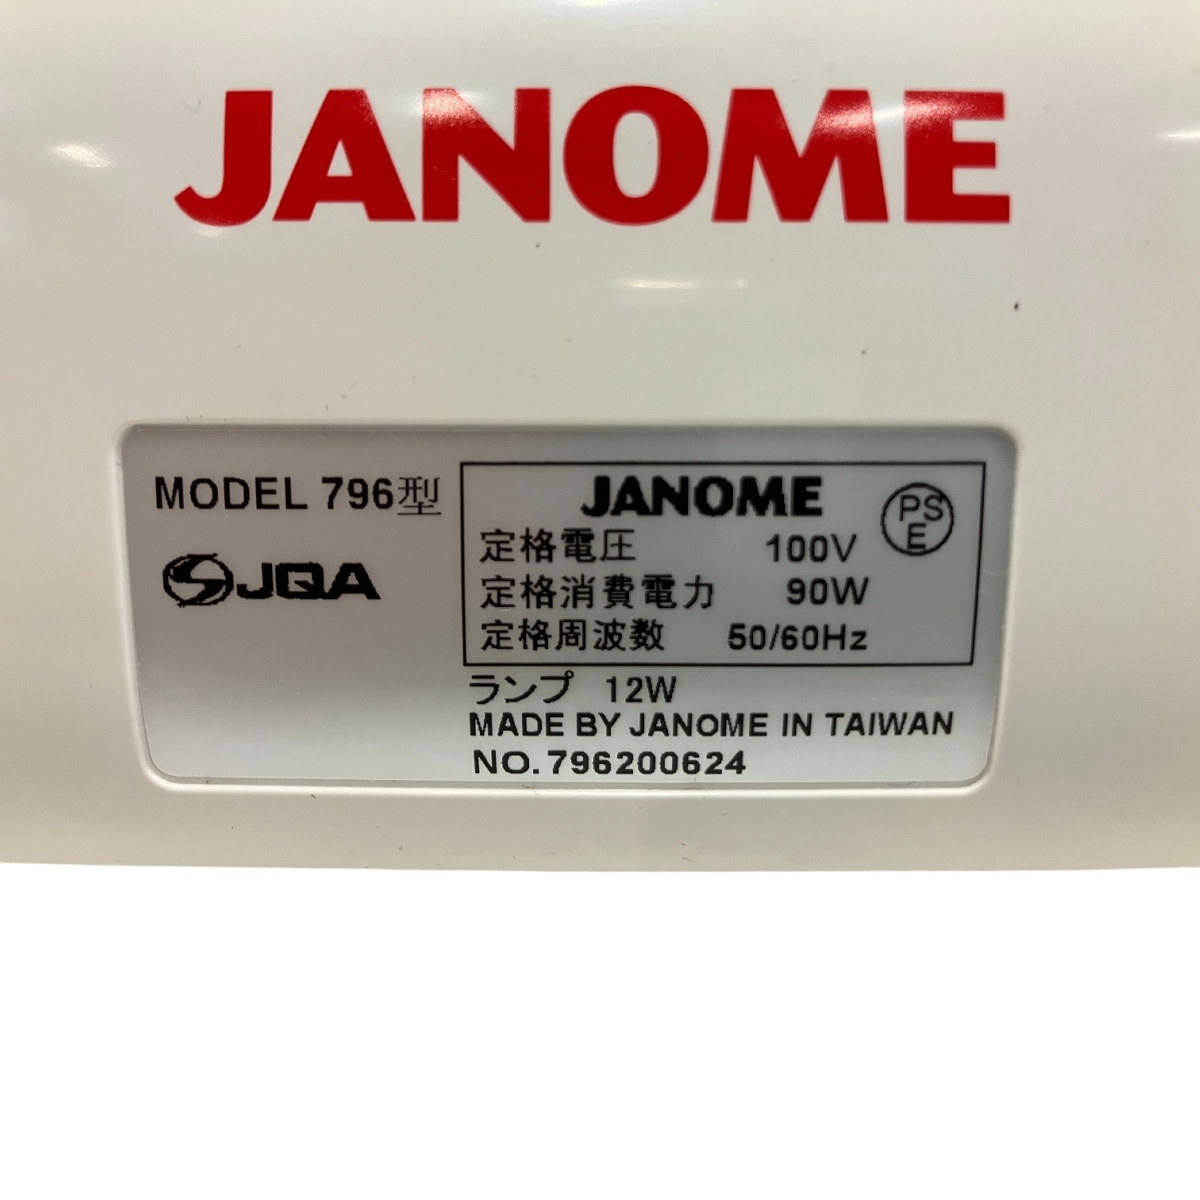 JANOME
MODEL 796型
JQA
JANOME
PS
E
定格電圧 100V
定格消費電力 90W
定格周波数 50/60Hz
ランプ 12W
MADE BY JANOME IN TAIWAN
NO.796200624